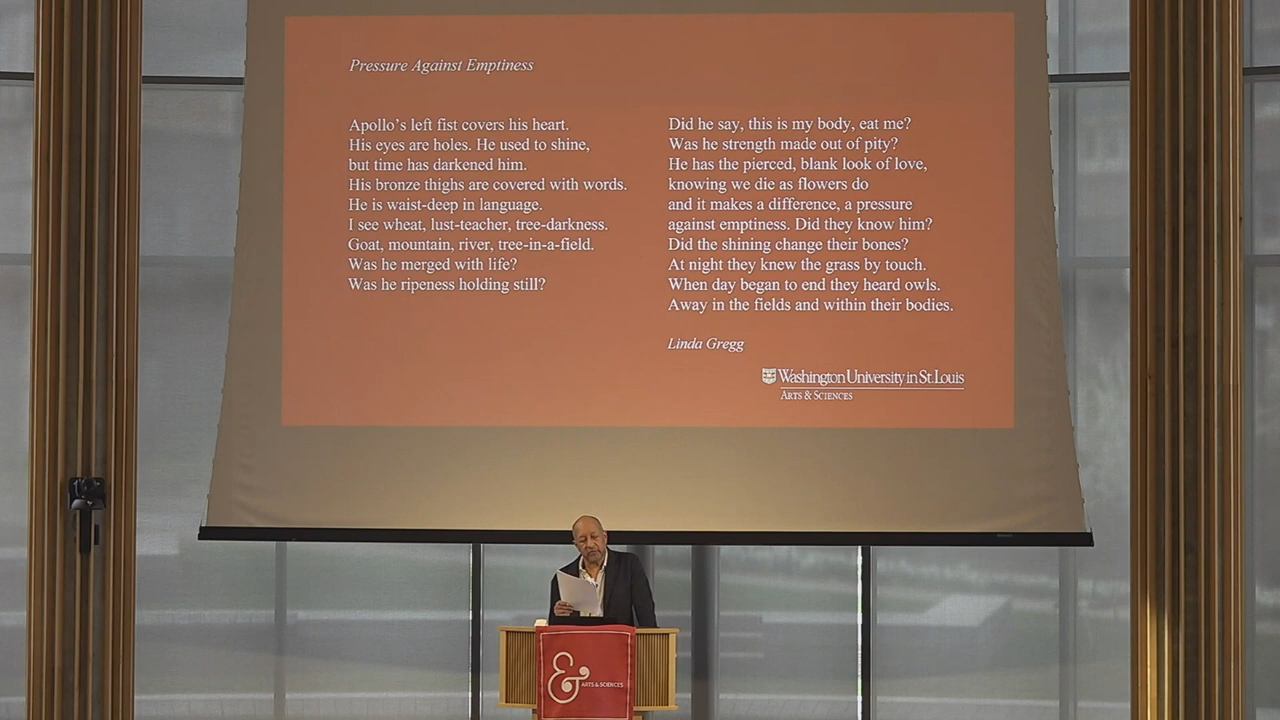 Pressure Against Emptiness
Apollo's left fist covers his heart.
His eyes are holes. He used to shine,
but time has darkened him.
His bronze thighs are covered with words.
He is waist-deep in language.
I see wheat, lust-teacher, tree-darkness.
Goat, mountain, river, tree-in-a-field.
Was he merged with life?
Was he ripeness holding still?
Did he say, this is my body, eat me?
Was he strength made out of pity?
He has the pierced, blank look of love,
knowing we die as flowers do
and it makes a difference, a pressure
against emptiness. Did they know him?
Did the shining change their bones?
At night they knew the grass by touch.
When day began to end they heard owls.
Away in the fields and within their bodies.
Linda Gregg
Washington University in St. Louis
ARTS & SCIENCES
&
ARTS & SCIENCES